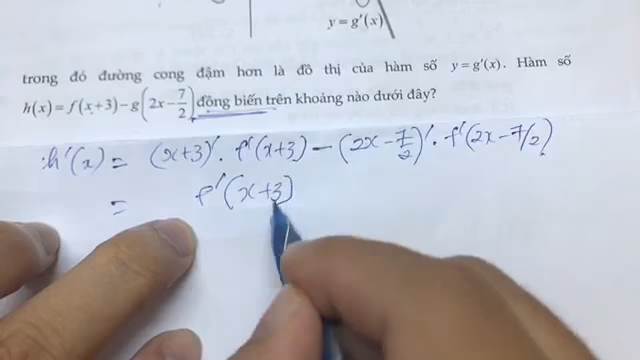 y = g'(x)
trong đó đường cong đậm hơn là đồ thị của hàm số y = g'(x). Hàm số
h(x) = f(x+3) − g(2x − 7/2) đồng biến trên khoảng nào dưới đây?
h'(x) = (x+3)'. f'(x+3) − (2x − 7/2)'. f'(2x − 7/2)
= f'(x+3)